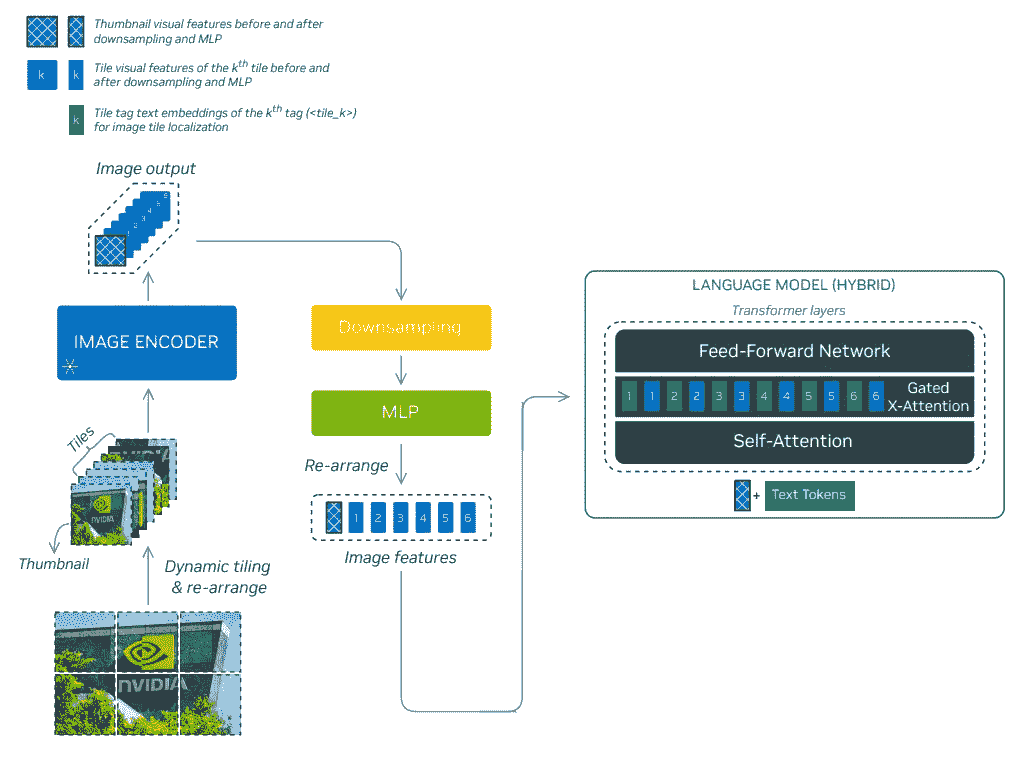 Thumbnail visual features before and after
downsampling and MLP
k
k
Tile visual features of the kth tile before and
after downsampling and MLP
k
Tile tag text embeddings of the kth tag (<tile_k>)
for image tile localization
Image output
1 2 3 4 5 6
IMAGE ENCODER
Tiles
NVIDIA
NVIDIA
Thumbnail
Dynamic tiling
& re-arrange
NVIDIA
Downsampling
MLP
Re-arrange
1 2 3 4 5 6
Image features
LANGUAGE MODEL (HYBRID)
Transformer layers
Feed-Forward Network
1 1 2 2 3 3 4 4 5 5 6 6
Gated
X-Attention
Self-Attention
+ Text Tokens